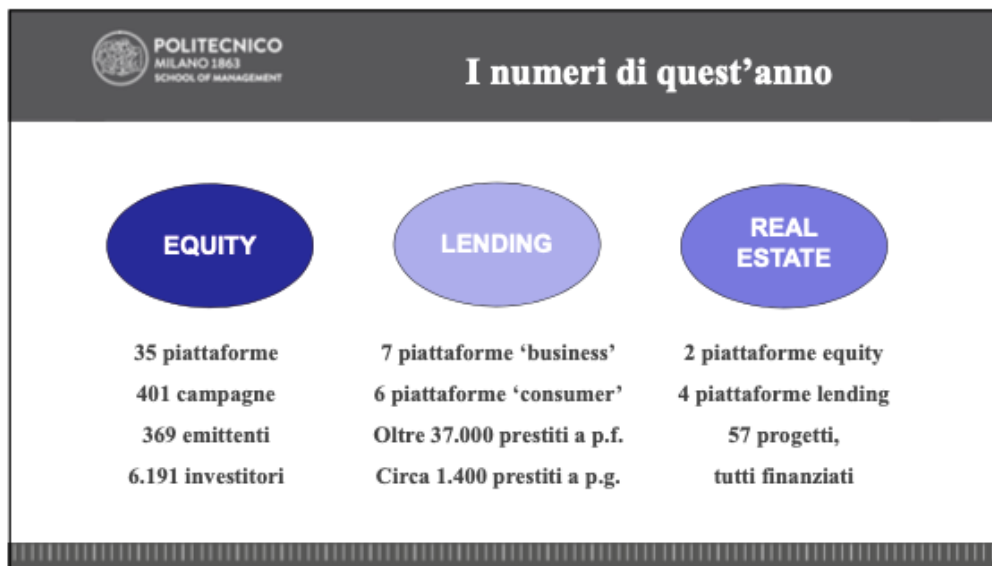 POLITECNICO
MILANO 1863
SCHOOL OF MANAGEMENT
I numeri di quest'anno
EQUITY
35 piattaforme
401 campagne
369 emittenti
6.191 investitori
LENDING
7 piattaforme ‘business’
6 piattaforme ‘consumer’
Oltre 37.000 prestiti a p.f.
Circa 1.400 prestiti a p.g.
REAL
ESTATE
2 piattaforme equity
4 piattaforme lending
57 progetti,
tutti finanziati